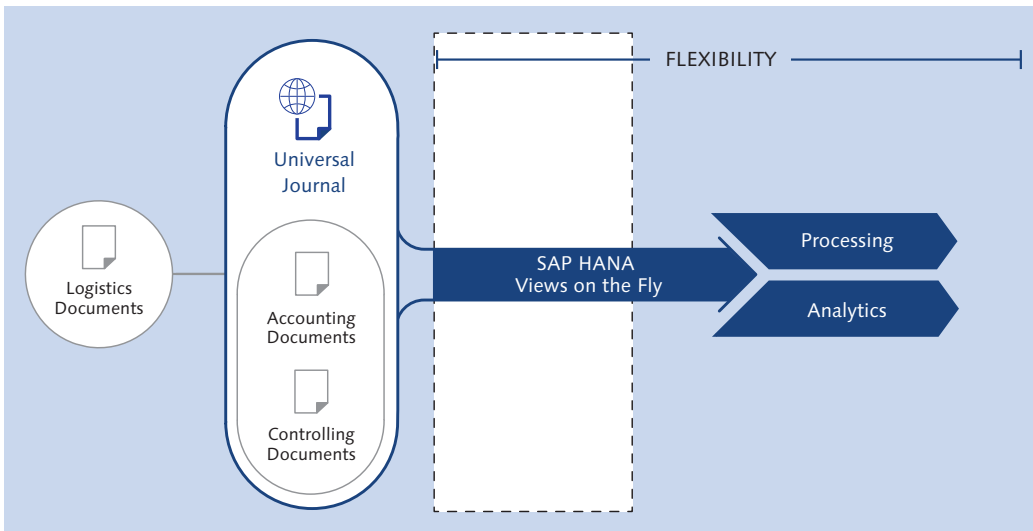 FLEXIBILITY
Universal
Journal
Logistics
Documents
Accounting
Documents
Controlling
Documents
SAP HANA
Views on the Fly
Processing
Analytics